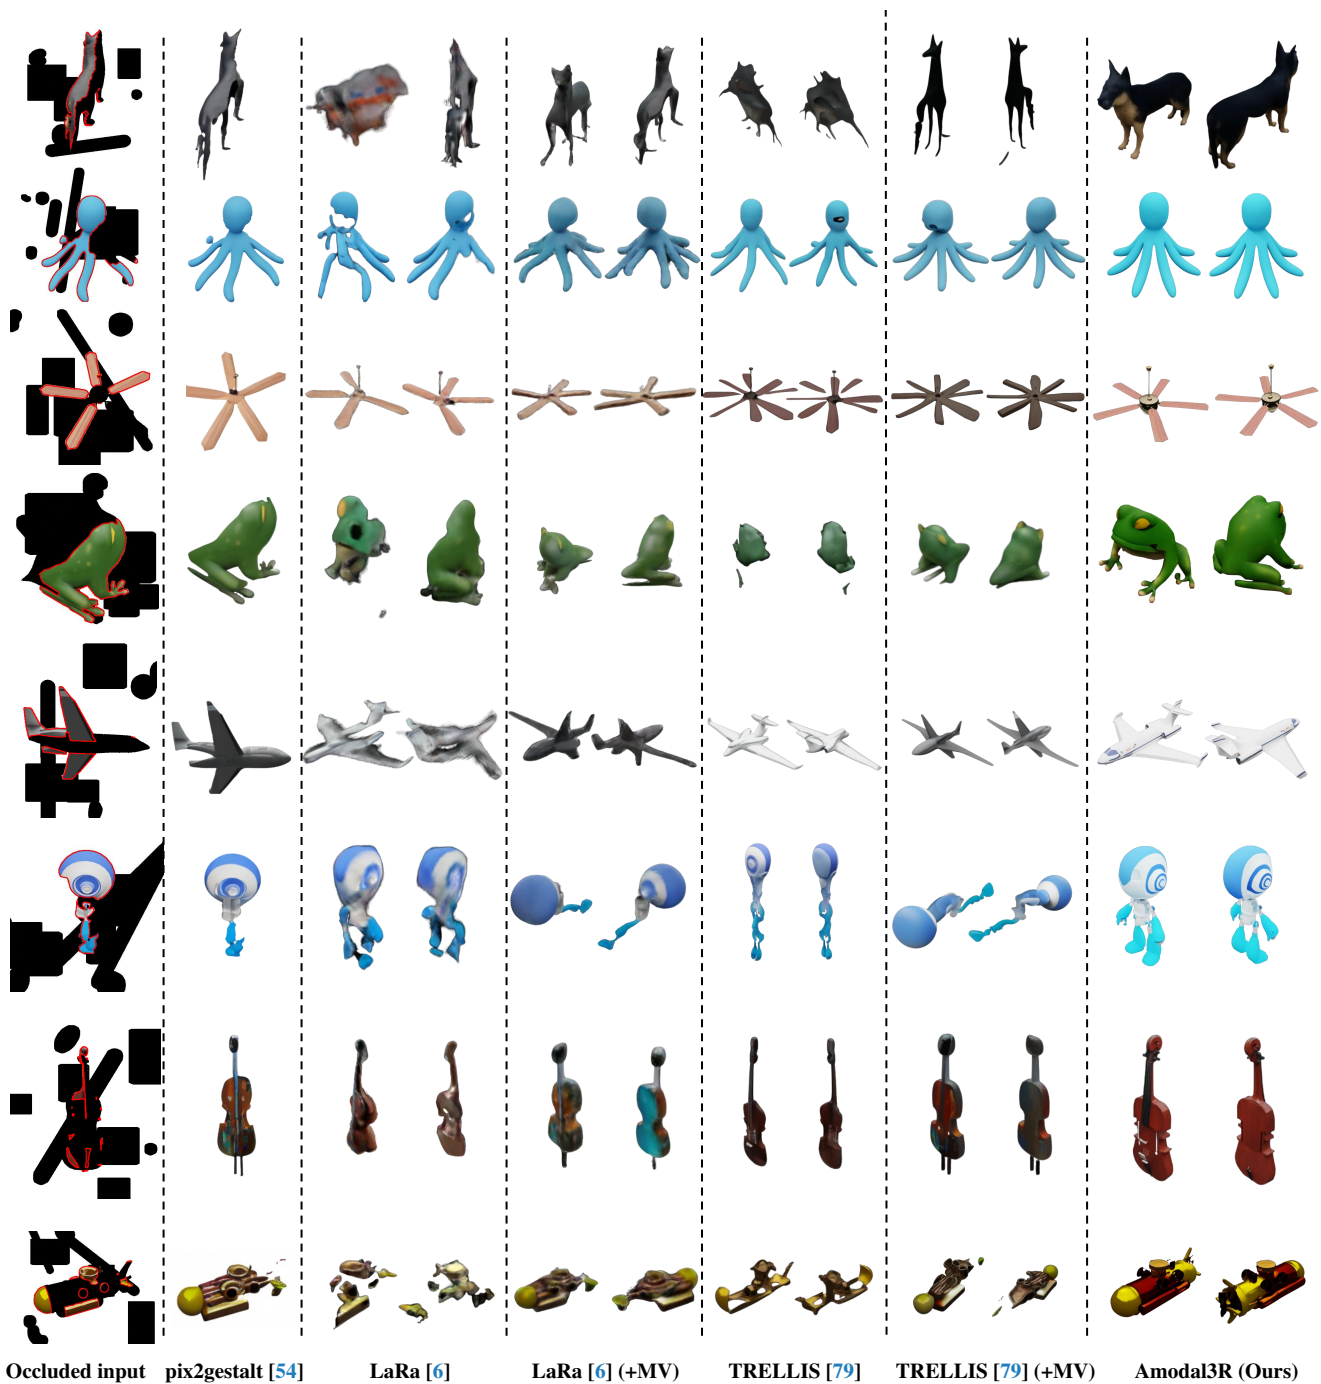 Occluded input pix2gestalt [54] LaRa [6] LaRa [6] (+MV) TRELLIS [79] TRELLIS [79] (+MV) Amodal3R (Ours)